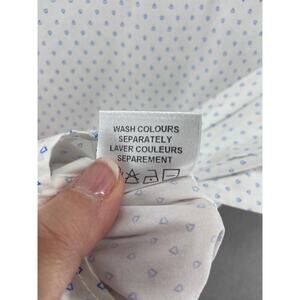 WASH COLOURS
SEPARATELY
LAVER COULEURS
SEPAREMENT